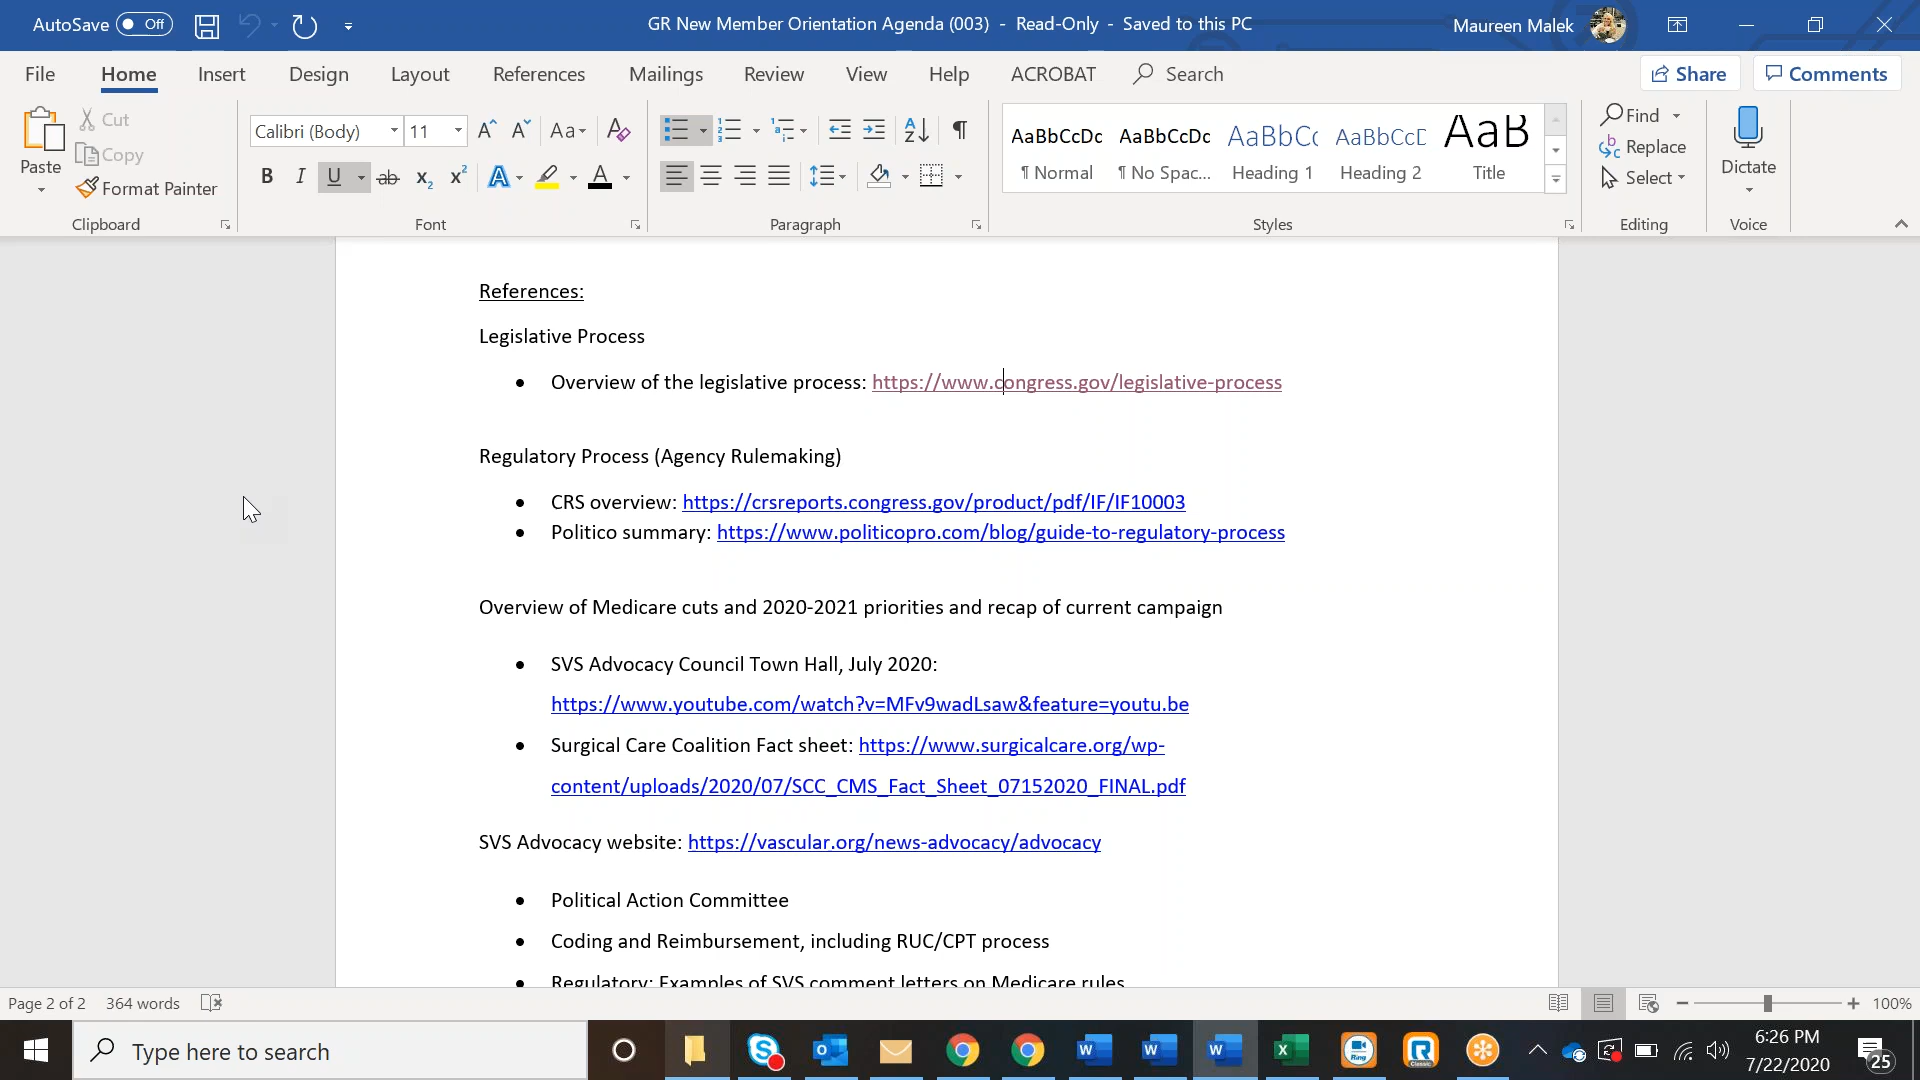 AutoSave Off
GR New Member Orientation Agenda (003) - Read-Only - Saved to this PC
Maureen Malek
File Home Insert Design Layout References Mailings Review View Help ACROBAT Search Share Comments
Paste
Cut
Copy
Format Painter
Clipboard
Calibri (Body) 11
Font
Paragraph
AaBbCcDc AaBbCcDc AaBbCc AaBbCcD AaB
¶ Normal ¶ No Spac... Heading 1 Heading 2 Title
Styles
Find
Replace
Select
Editing
Dictate
Voice
References:
Legislative Process
• Overview of the legislative process: https://www.congress.gov/legislative-process
Regulatory Process (Agency Rulemaking)
• CRS overview: https://crsreports.congress.gov/product/pdf/IF/IF10003
• Politico summary: https://www.politicopro.com/blog/guide-to-regulatory-process
Overview of Medicare cuts and 2020-2021 priorities and recap of current campaign
• SVS Advocacy Council Town Hall, July 2020:
https://www.youtube.com/watch?v=MFv9wadLsaw&feature=youtu.be
• Surgical Care Coalition Fact sheet: https://www.surgicalcare.org/wp-
content/uploads/2020/07/SCC_CMS_Fact_Sheet_07152020_FINAL.pdf
SVS Advocacy website: https://vascular.org/news-advocacy/advocacy
• Political Action Committee
• Coding and Reimbursement, including RUC/CPT process
• Regulatory: Examples of SVS comment letters on Medicare rules
Page 2 of 2 364 words
100%
Type here to search
6:26 PM
7/22/2020
25